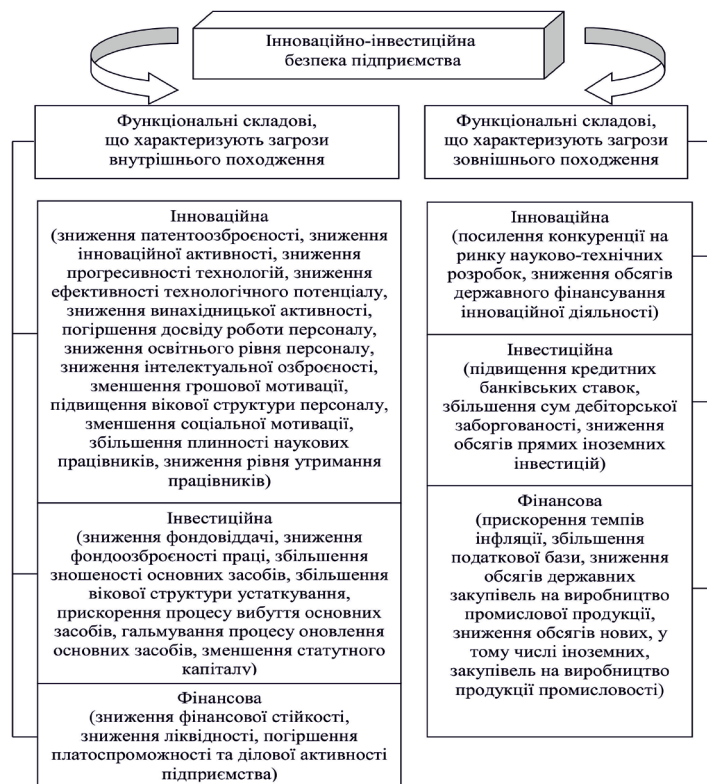 Інноваційно-інвестиційна
безпека підприємства
Функціональні складові,
що характеризують загрози
внутрішнього походження
Інноваційна
(зниження патентоозброєності, зниження
інноваційної активності, зниження
прогресивності технологій, зниження
ефективності технологічного потенціалу,
зниження винахідницької активності,
погіршення досвіду роботи персоналу,
зниження освітнього рівня персоналу,
зниження інтелектуальної озброєності,
зменшення грошової мотивації,
підвищення вікової структури персоналу,
зменшення соціальної мотивації,
збільшення плинності наукових
працівників, зниження рівня утримання
працівників)
Інвестиційна
(зниження фондовіддачі, зниження
фондоозброєності праці, збільшення
зношеності основних засобів, збільшення
вікової структури устаткування,
прискорення процесу вибуття основних
засобів, гальмування процесу оновлення
основних засобів, зменшення статутного
капіталу)
Фінансова
(зниження фінансової стійкості,
зниження ліквідності, погіршення
платоспроможності та ділової активності
підприємства)
Функціональні складові,
що характеризують загрози
зовнішнього походження
Інноваційна
(посилення конкуренції на
ринку науково-технічних
розробок, зниження обсягів
державного фінансування
інноваційної діяльності)
Інвестиційна
(підвищення кредитних
банківських ставок,
збільшення сум дебіторської
заборгованості, зниження
обсягів прямих іноземних
інвестицій)
Фінансова
(прискорення темпів
інфляції, збільшення
податкової бази, зниження
обсягів державних
закупівель на виробництво
промислової продукції,
зниження обсягів нових, у
тому числі іноземних,
закупівель на виробництво
продукції промисловості)